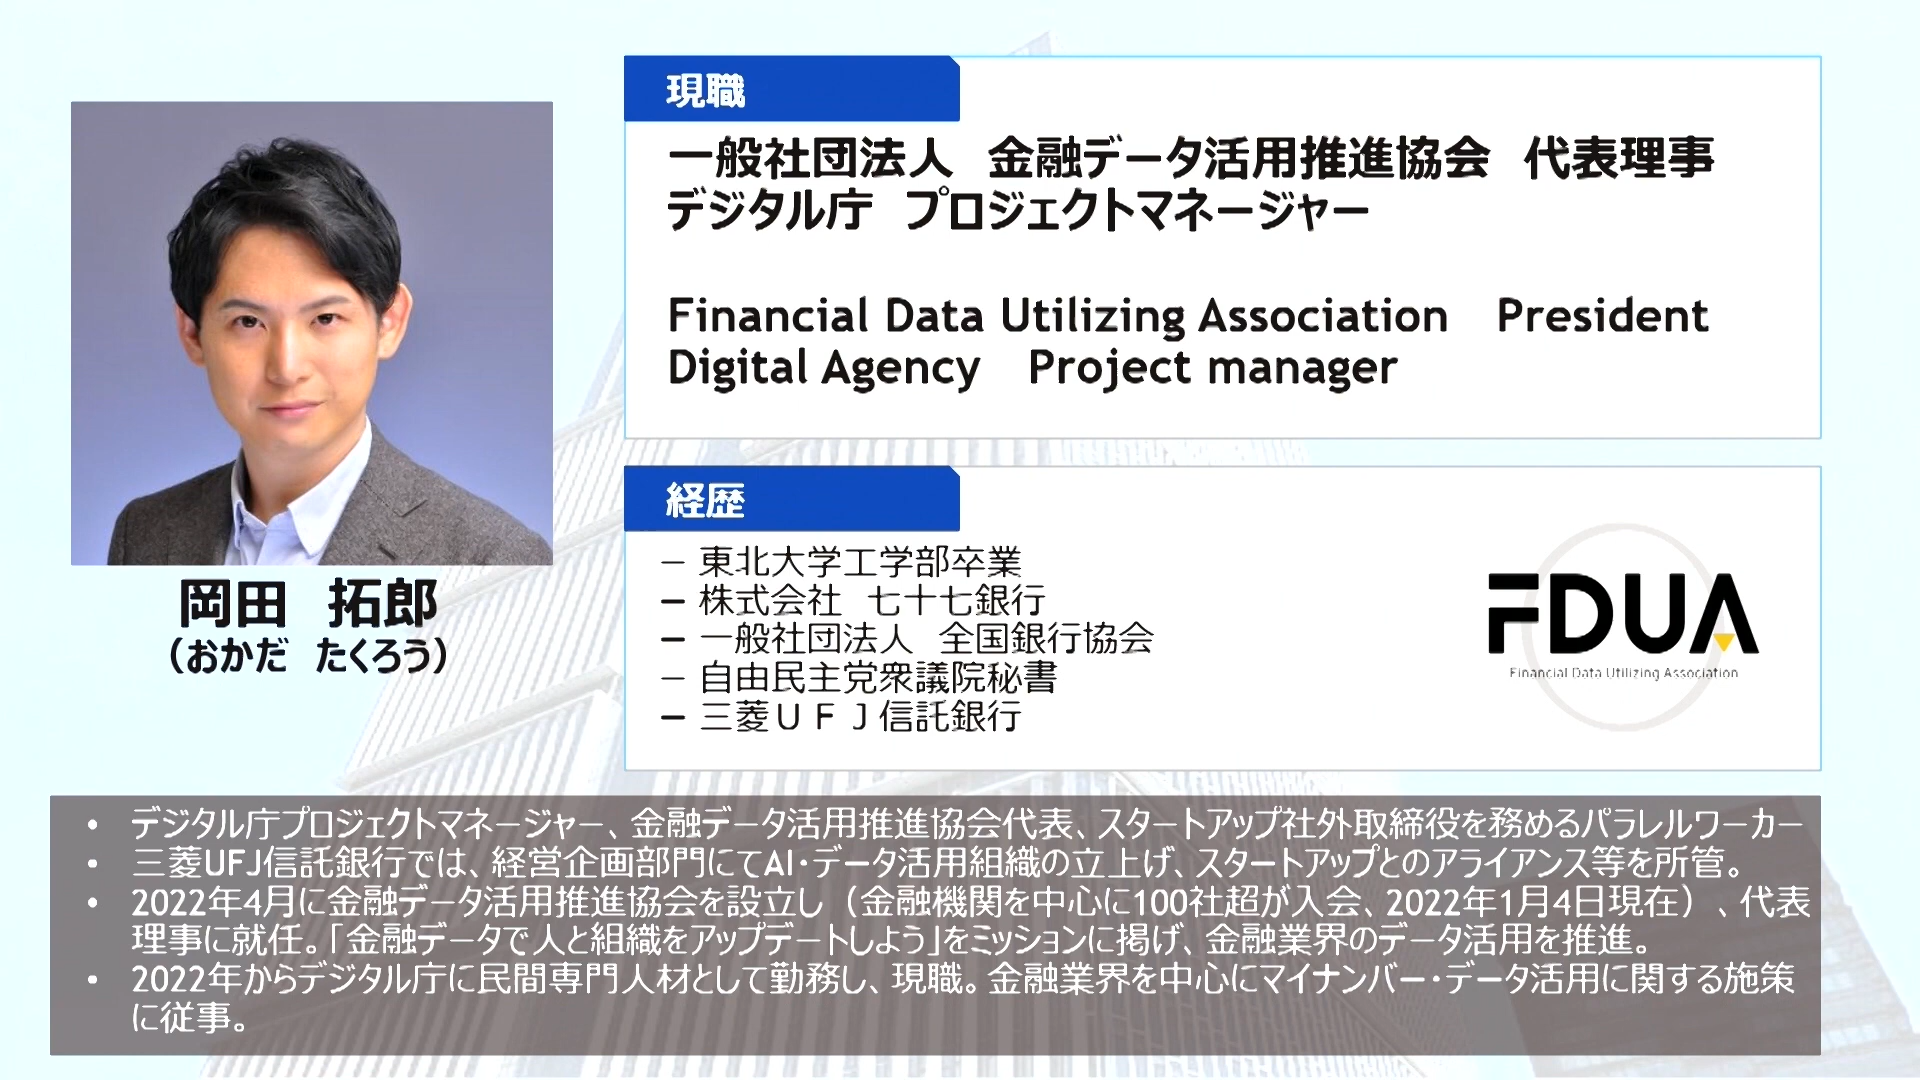 現職
一般社団法人　金融データ活用推進協会　代表理事
デジタル庁　プロジェクトマネージャー
Financial Data Utilizing Association　President
Digital Agency　Project manager
岡田　拓郎
（おかだ　たくろう）
経歴
– 東北大学工学部卒業
– 株式会社　七十七銀行
– 一般社団法人　全国銀行協会
– 自由民主党衆議院秘書
– 三菱ＵＦＪ信託銀行
FDUA
Financial Data Utilizing Association
• デジタル庁プロジェクトマネージャー、金融データ活用推進協会代表、スタートアップ社外取締役を務めるパラレルワーカー
• 三菱UFJ信託銀行では、経営企画部門にてAI・データ活用組織の立上げ、スタートアップとのアライアンス等を所管。
• 2022年4月に金融データ活用推進協会を設立し（金融機関を中心に100社超が入会、2022年1月4日現在）、代表
理事に就任。「金融データで人と組織をアップデートしよう」をミッションに掲げ、金融業界のデータ活用を推進。
• 2022年からデジタル庁に民間専門人材として勤務し、現職。金融業界を中心にマイナンバー・データ活用に関する施策
に従事。